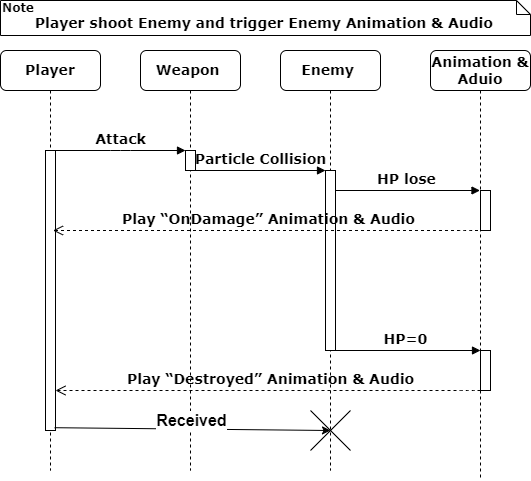 Note
Player shoot Enemy and trigger Enemy Animation & Audio
Player
Weapon
Enemy
Animation &
Aduio
Attack
Particle Collision
HP lose
Play “OnDamage” Animation & Audio
HP=0
Play “Destroyed” Animation & Audio
Received